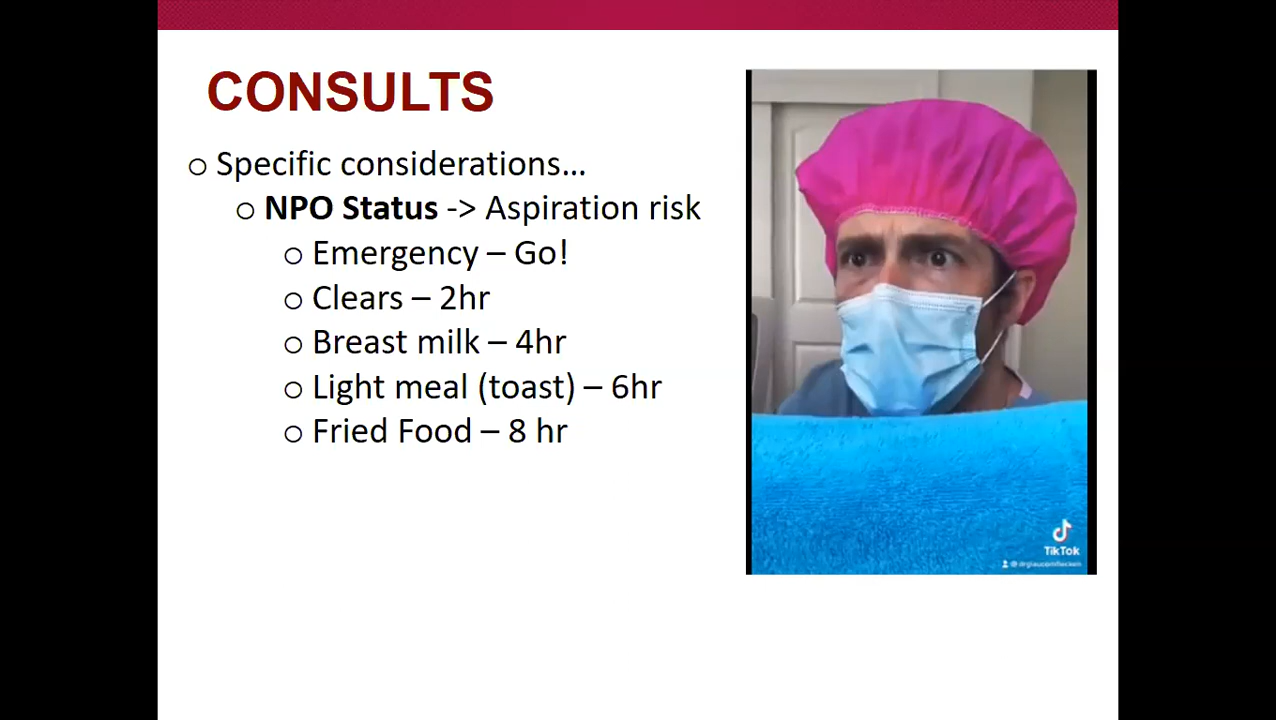 CONSULTS
○ Specific considerations...
○ NPO Status -> Aspiration risk
○ Emergency – Go!
○ Clears – 2hr
○ Breast milk – 4hr
○ Light meal (toast) – 6hr
○ Fried Food – 8 hr
TikTok
@drglaucomflecken